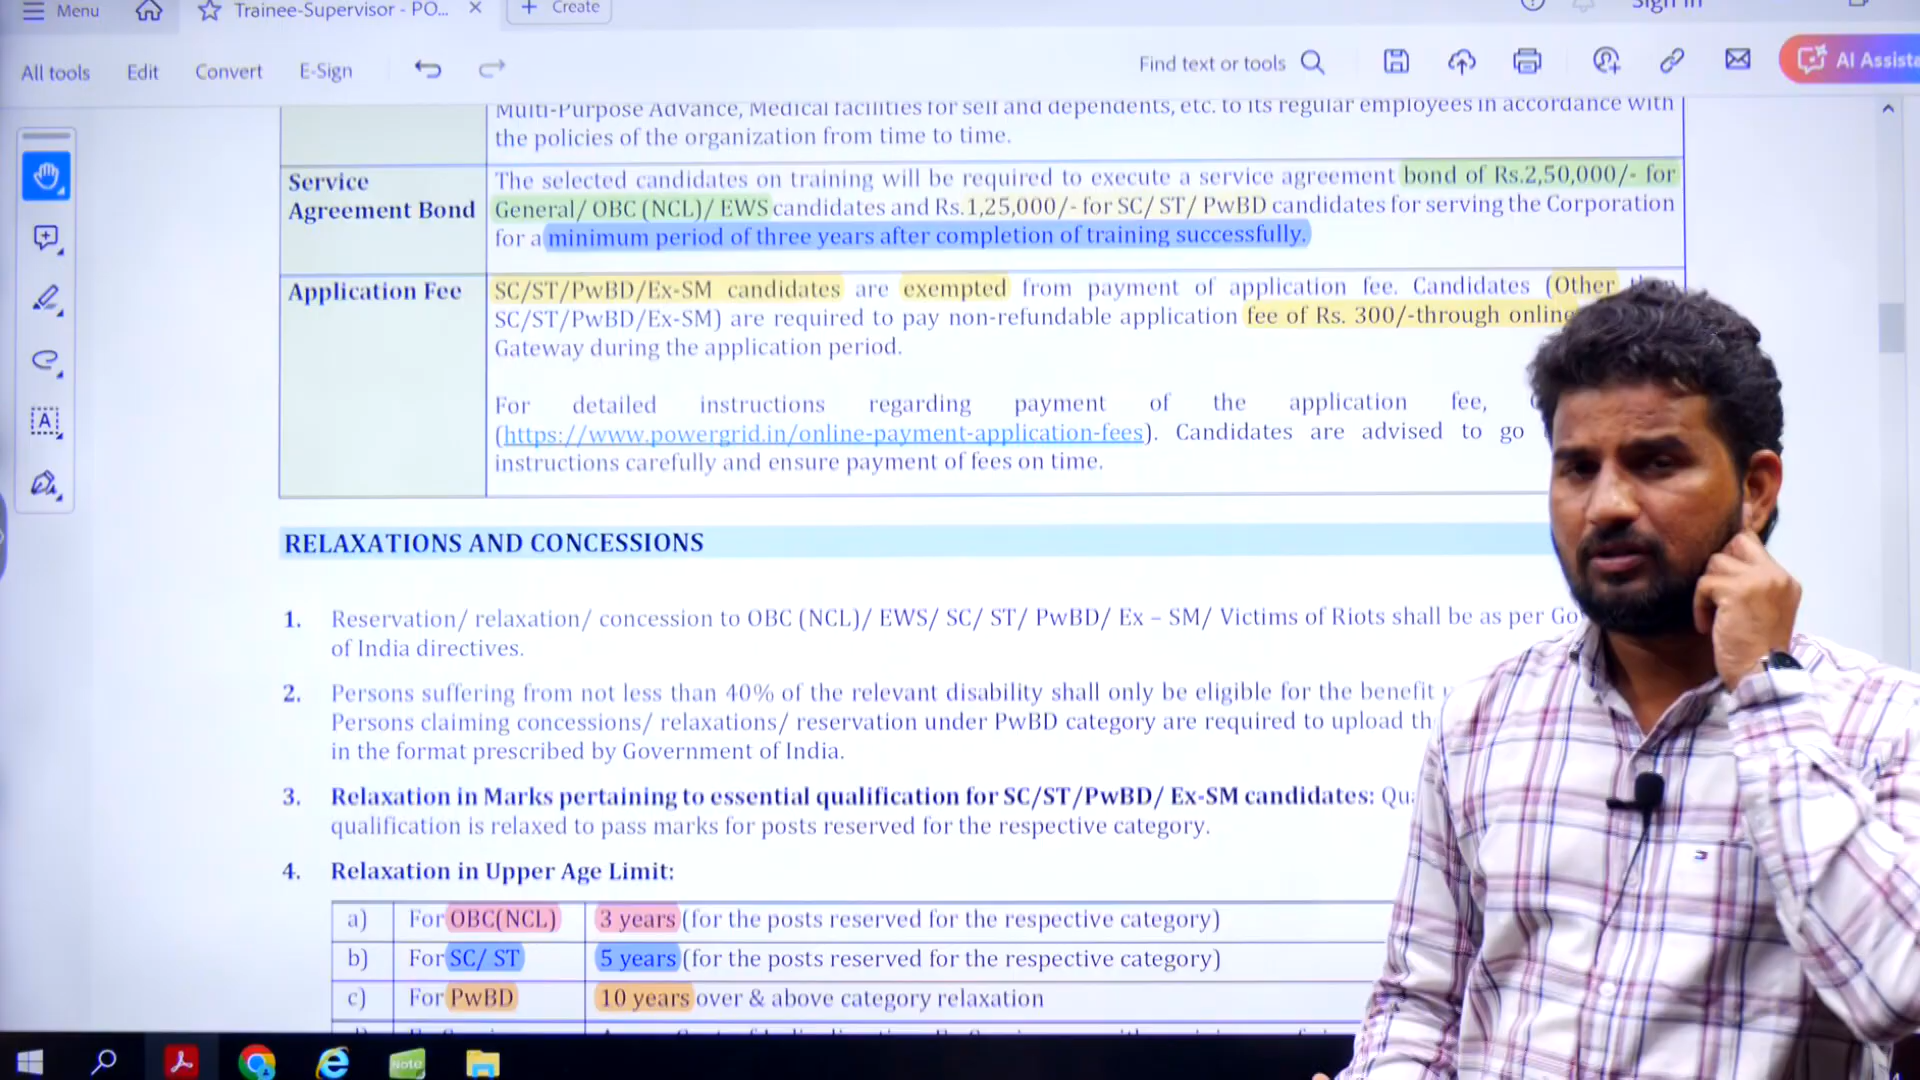 Menu
Trainee-Supervisor - PO...
Create
Sign In
All tools
Edit
Convert
E-Sign
Find text or tools
AI Assista
Multi-Purpose Advance, Medical facilities for self and dependents, etc. to its regular employees in accordance with
the policies of the organization from time to time.
Service
Agreement Bond
The selected candidates on training will be required to execute a service agreement bond of Rs.2,50,000/- for
General/ OBC (NCL)/ EWS candidates and Rs.1,25,000/- for SC/ ST/ PwBD candidates for serving the Corporation
for a minimum period of three years after completion of training successfully.
Application Fee
SC/ST/PwBD/Ex-SM candidates are exempted from payment of application fee. Candidates (Other than
SC/ST/PwBD/Ex-SM) are required to pay non-refundable application fee of Rs. 300/-through online
Gateway during the application period.
For detailed instructions regarding payment of the application fee,
(https://www.powergrid.in/online-payment-application-fees). Candidates are advised to go
instructions carefully and ensure payment of fees on time.
RELAXATIONS AND CONCESSIONS
1. Reservation/ relaxation/ concession to OBC (NCL)/ EWS/ SC/ ST/ PwBD/ Ex – SM/ Victims of Riots shall be as per Go
of India directives.
2. Persons suffering from not less than 40% of the relevant disability shall only be eligible for the benefit
Persons claiming concessions/ relaxations/ reservation under PwBD category are required to upload th
in the format prescribed by Government of India.
3. Relaxation in Marks pertaining to essential qualification for SC/ST/PwBD/ Ex-SM candidates: Qua
qualification is relaxed to pass marks for posts reserved for the respective category.
4. Relaxation in Upper Age Limit:
a) For OBC(NCL) 3 years (for the posts reserved for the respective category)
b) For SC/ ST 5 years (for the posts reserved for the respective category)
c) For PwBD 10 years over & above category relaxation
Note